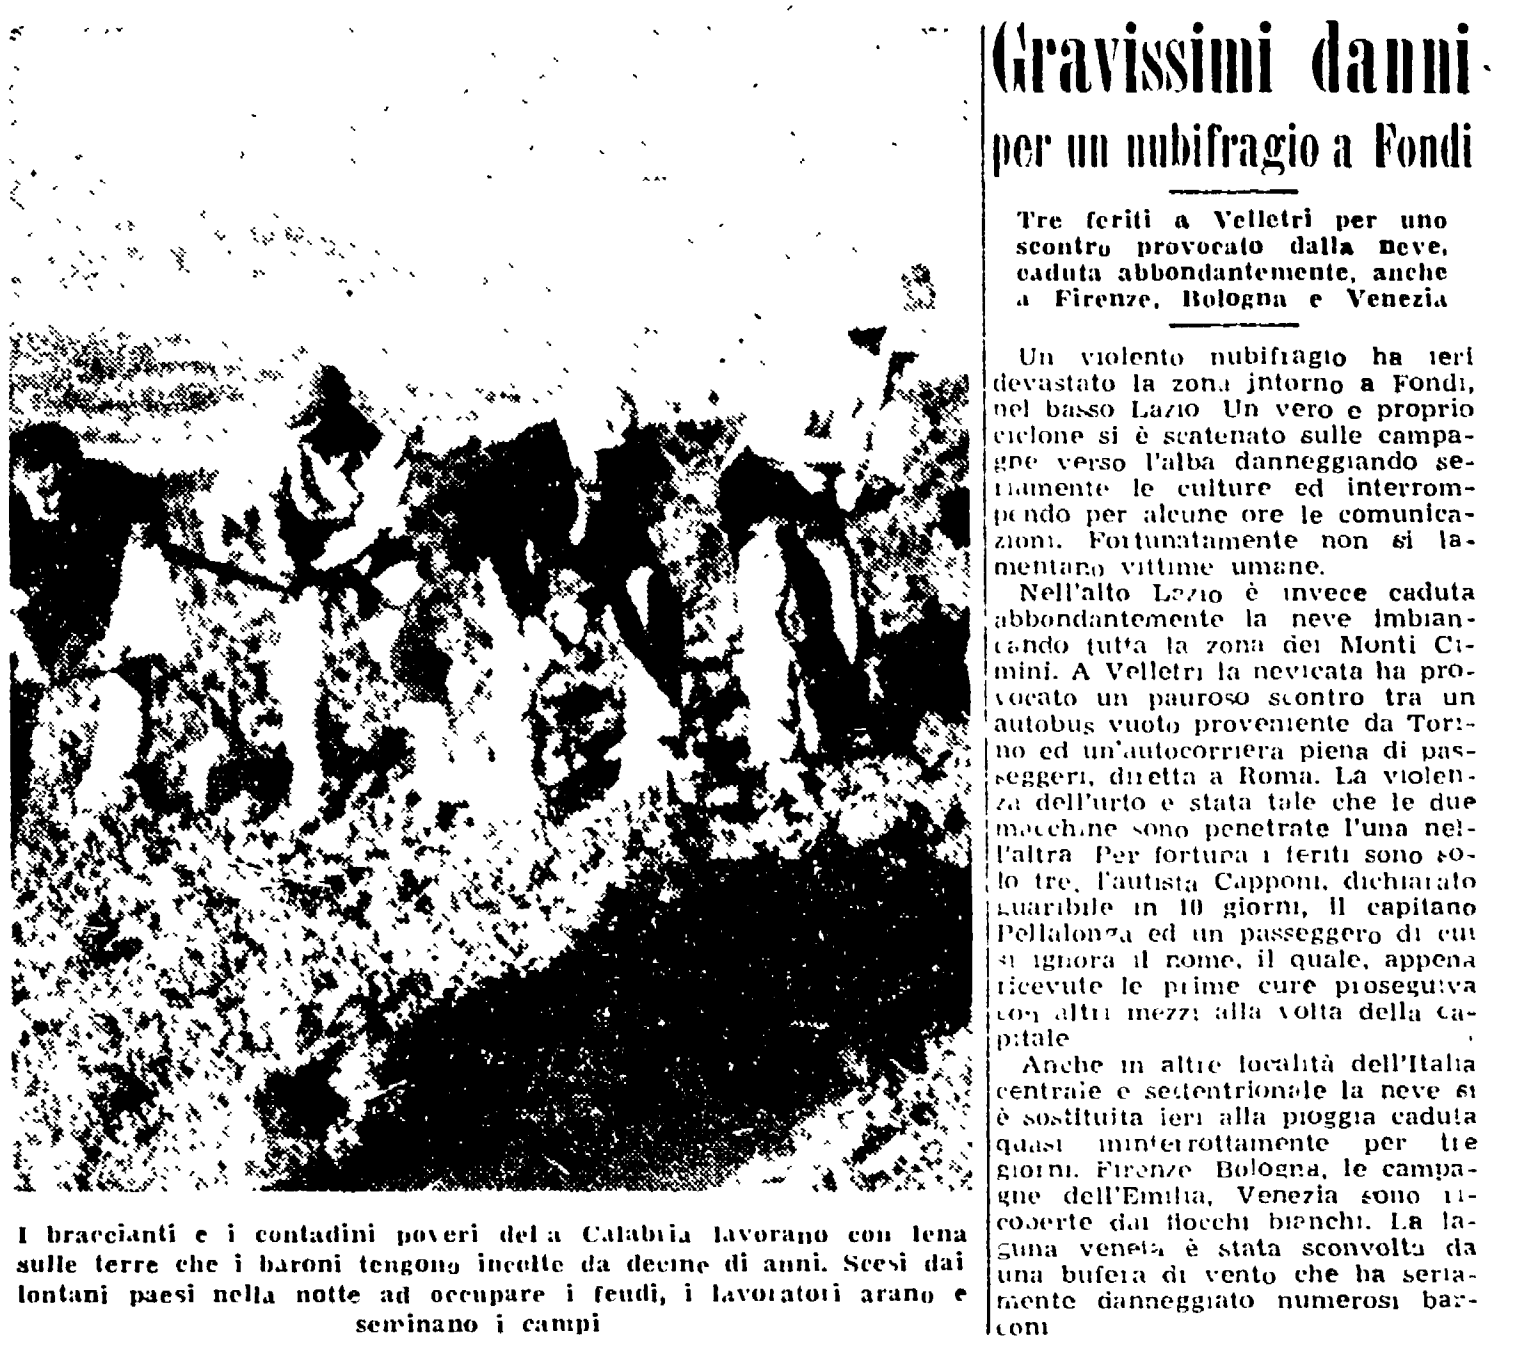 Gravissimi danni
per un nubifragio a Fondi
Tre feriti a Velletri per uno
scontro provocato dalla neve,
caduta abbondantemente, anche
a Firenze, Bologna e Venezia
Un violento nubifragio ha ieri
devastato la zona intorno a Fondi,
nel basso Lazio Un vero e proprio
ciclone si è scatenato sulle campa-
gne verso l'alba danneggiando se-
riamente le culture ed interrom-
pendo per alcune ore le comunica-
zioni. Fortunatamente non si la-
mentano vittime umane.
Nell'alto Lazio è invece caduta
abbondantemente la neve imbian-
cando tutta la zona dei Monti Ci-
mini. A Velletri la nevicata ha pro-
vocato un pauroso scontro tra un
autobus vuoto proveniente da Tori-
no ed un'autocorriera piena di pas-
seggeri, diretta a Roma. La violen-
za dell'urto e stata tale che le due
macchine sono penetrate l'una nel-
l'altra Per fortuna i feriti sono so-
lo tre, l'autista Capponi, dichiarato
guaribile in 10 giorni, il capitano
Pellalonga ed un passeggero di cui
si ignora il nome, il quale, appena
ricevute le prime cure proseguiva
con altri mezzi alla volta della ca-
pitale
Anche in altre località dell'Italia
centrale e settentrionale la neve si
è sostituita ieri alla pioggia caduta
quasi ininterrottamente per tre
giorni. Firenze Bologna, le campa-
gne dell'Emilia, Venezia sono ri-
coperte dai fiocchi bianchi. La la-
guna veneta è stata sconvolta da
una bufera di vento che ha seria-
mente danneggiato numerosi bar-
coni
I braccianti e i contadini poveri della Calabria lavorano con lena
sulle terre che i baroni tengono incolte da decine di anni. Scesi dai
lontani paesi nella notte ad occupare i feudi, i lavoratori arano e
seminano i campi